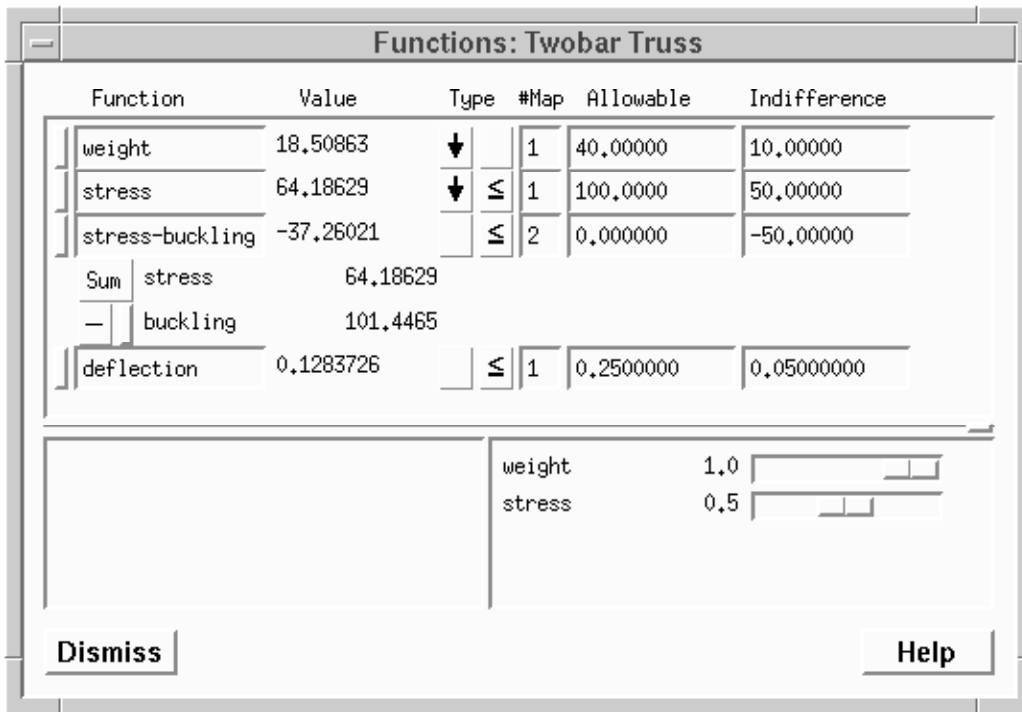 Functions: Twobar Truss
Function Value Type #Map Allowable Indifference
weight 18.50863 1 40.00000 10.00000
stress 64.18629 ≤ 1 100.0000 50.00000
stress-buckling -37.26021 ≤ 2 0.000000 -50.00000
Sum stress 64.18629
— buckling 101.4465
deflection 0.1283726 ≤ 1 0.2500000 0.05000000
weight 1.0
stress 0.5
Dismiss Help